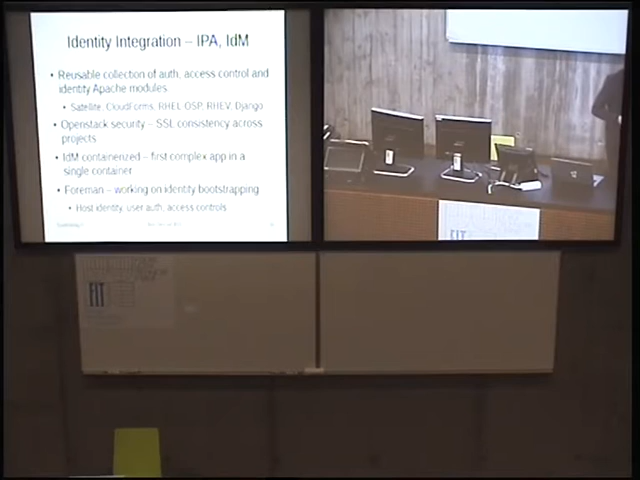 Identity Integration – IPA, IdM
• Reusable collection of auth, access control and
identity Apache modules
• Satellite, CloudForms, RHEL OSP, RHEV, Django
• Openstack security – SSL consistency across
projects
• IdM containerized – first complex app in a
single container
• Foreman – working on identity bootstrapping
• Host identity, user auth, access controls
FIT
FIT